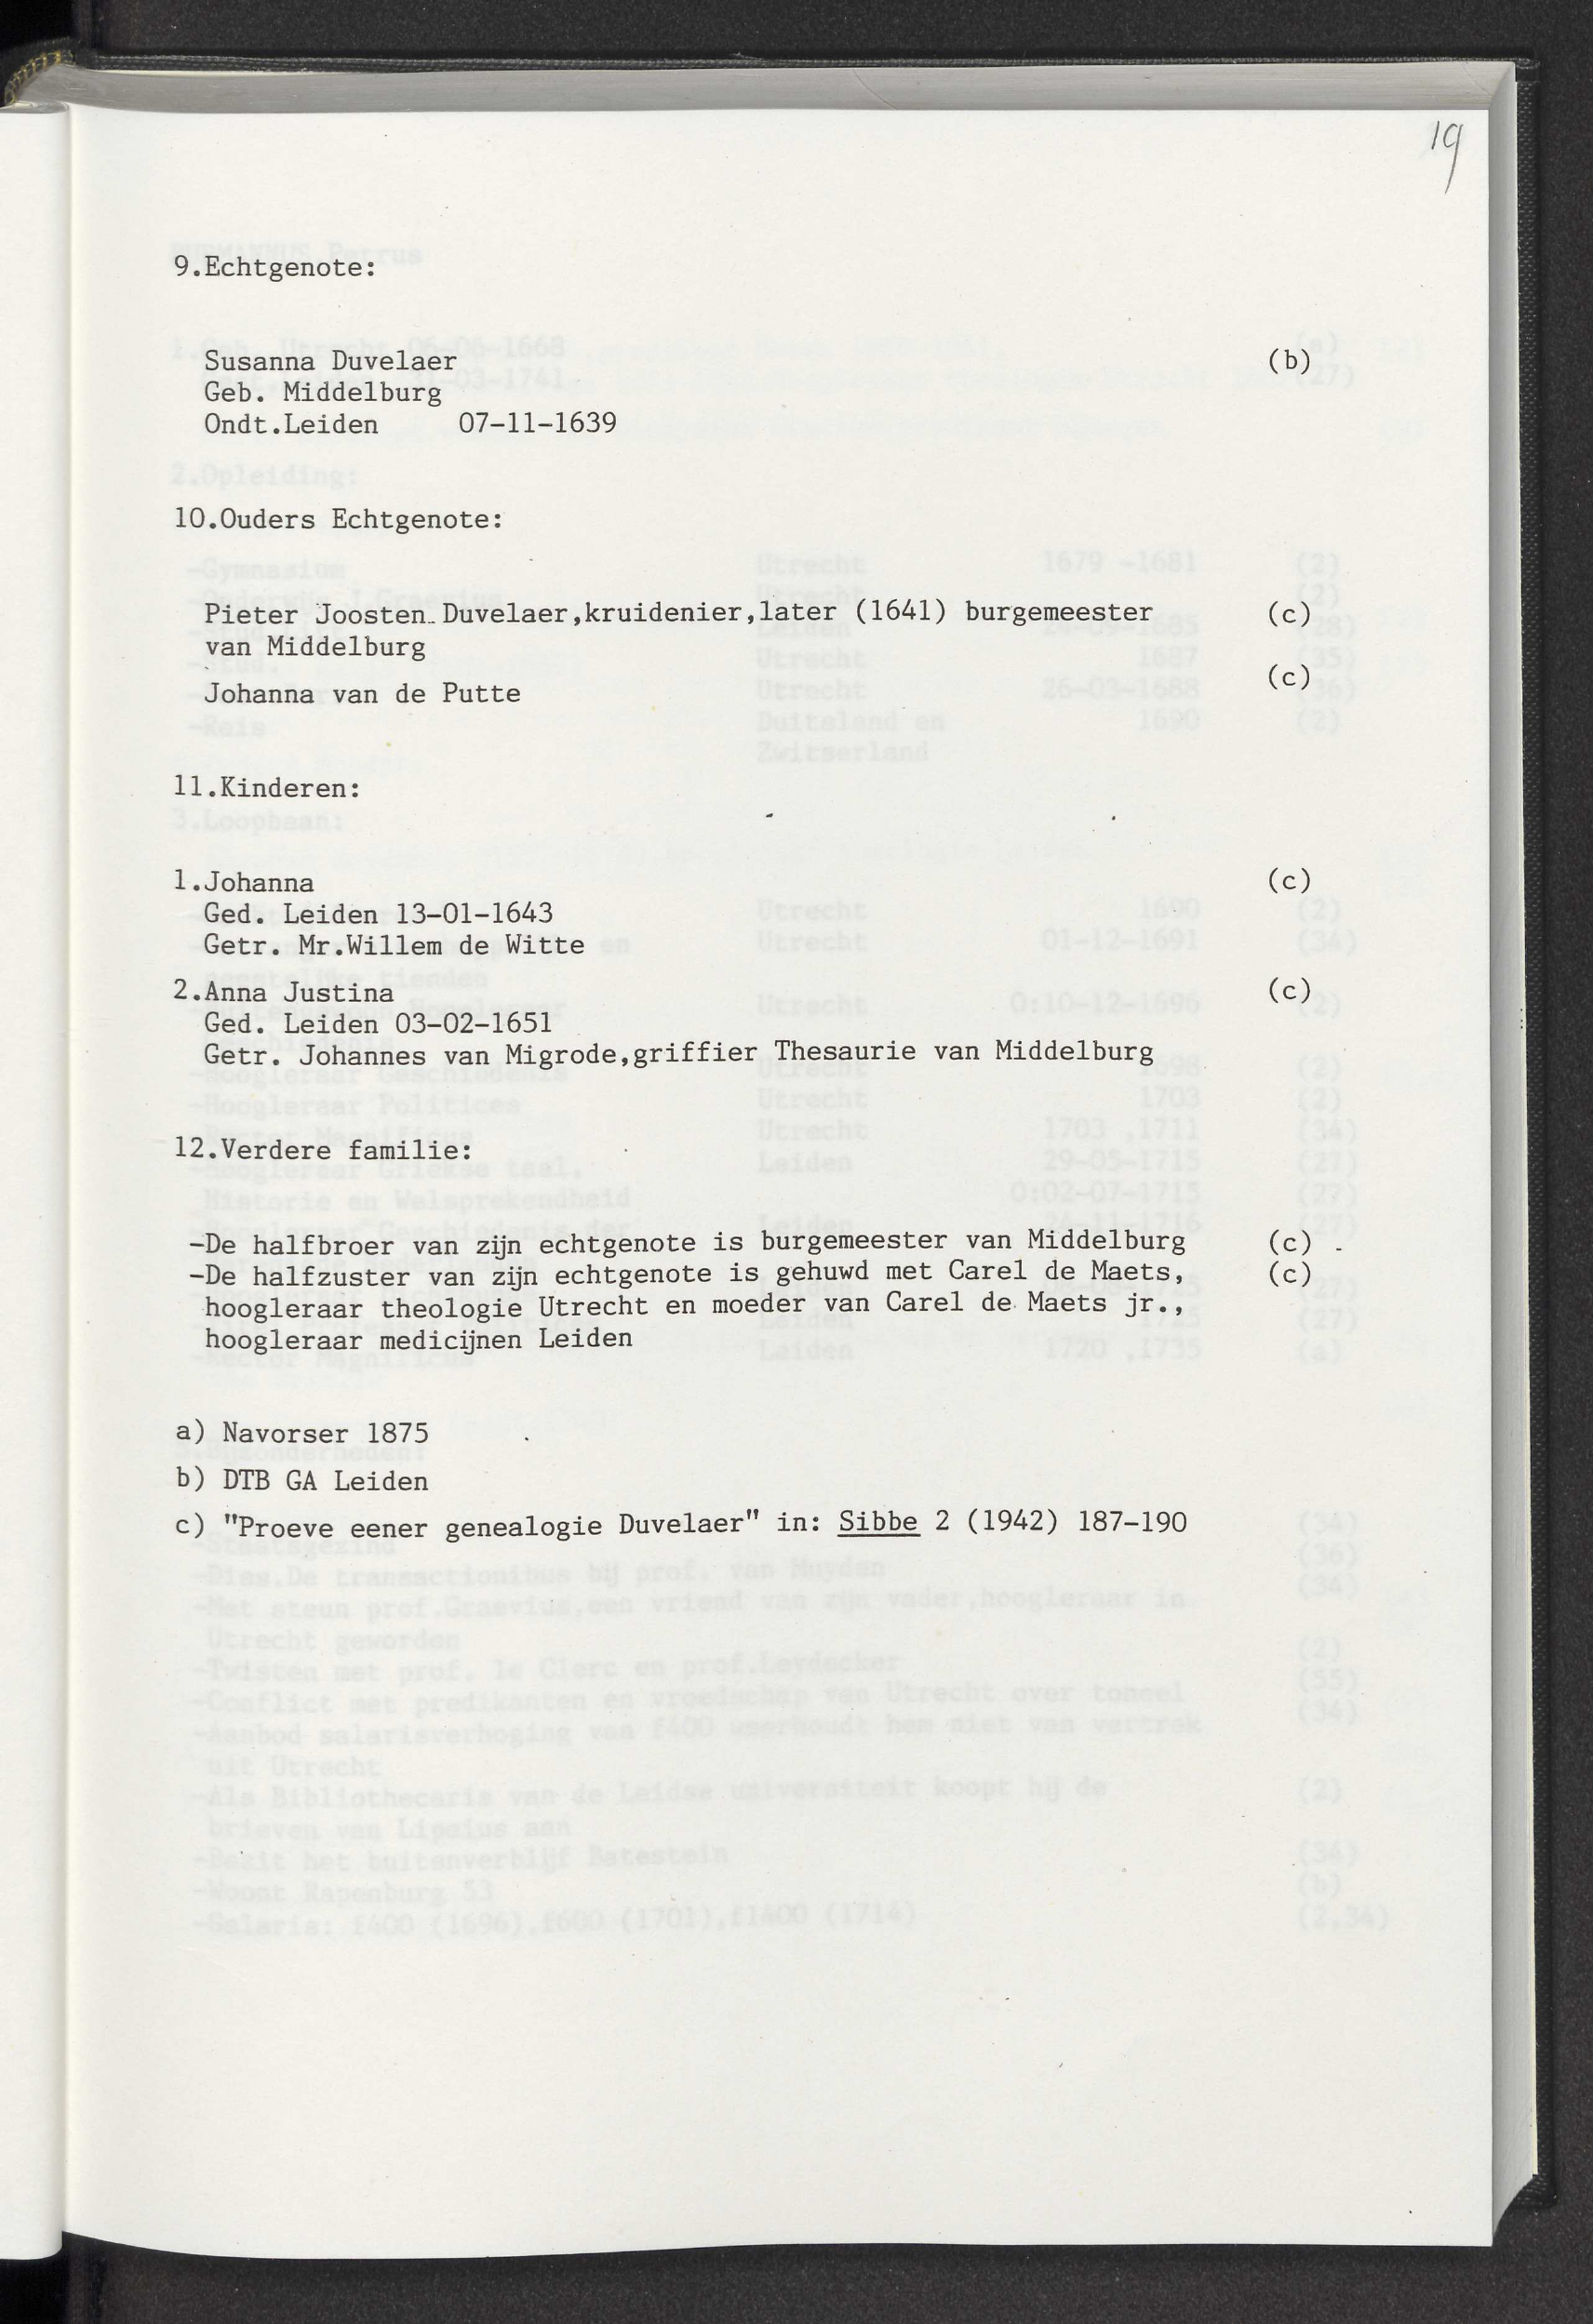 19
9.Echtgenote:
Susanna Duvelaer (b)
Geb. Middelburg
Ondt.Leiden 07-11-1639
10.Ouders Echtgenote:
Pieter Joosten Duvelaer,kruidenier,later (1641) burgemeester (c)
van Middelburg
Johanna van de Putte (c)
11.Kinderen:
1.Johanna (c)
Ged. Leiden 13-01-1643
Getr. Mr.Willem de Witte
2.Anna Justina (c)
Ged. Leiden 03-02-1651
Getr. Johannes van Migrode,griffier Thesaurie van Middelburg
12.Verdere familie:
-De halfbroer van zijn echtgenote is burgemeester van Middelburg (c)
-De halfzuster van zijn echtgenote is gehuwd met Carel de Maets, (c)
hoogleraar theologie Utrecht en moeder van Carel de Maets jr.,
hoogleraar medicijnen Leiden
a) Navorser 1875
b) DTB GA Leiden
c) "Proeve eener genealogie Duvelaer" in: Sibbe 2 (1942) 187-190